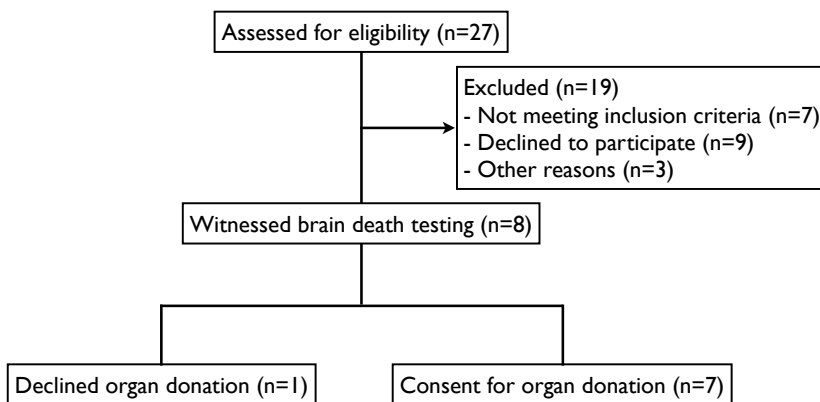 Assessed for eligibility (n=27)
Excluded (n=19)
- Not meeting inclusion criteria (n=7)
- Declined to participate (n=9)
- Other reasons (n=3)
Witnessed brain death testing (n=8)
Declined organ donation (n=1)
Consent for organ donation (n=7)